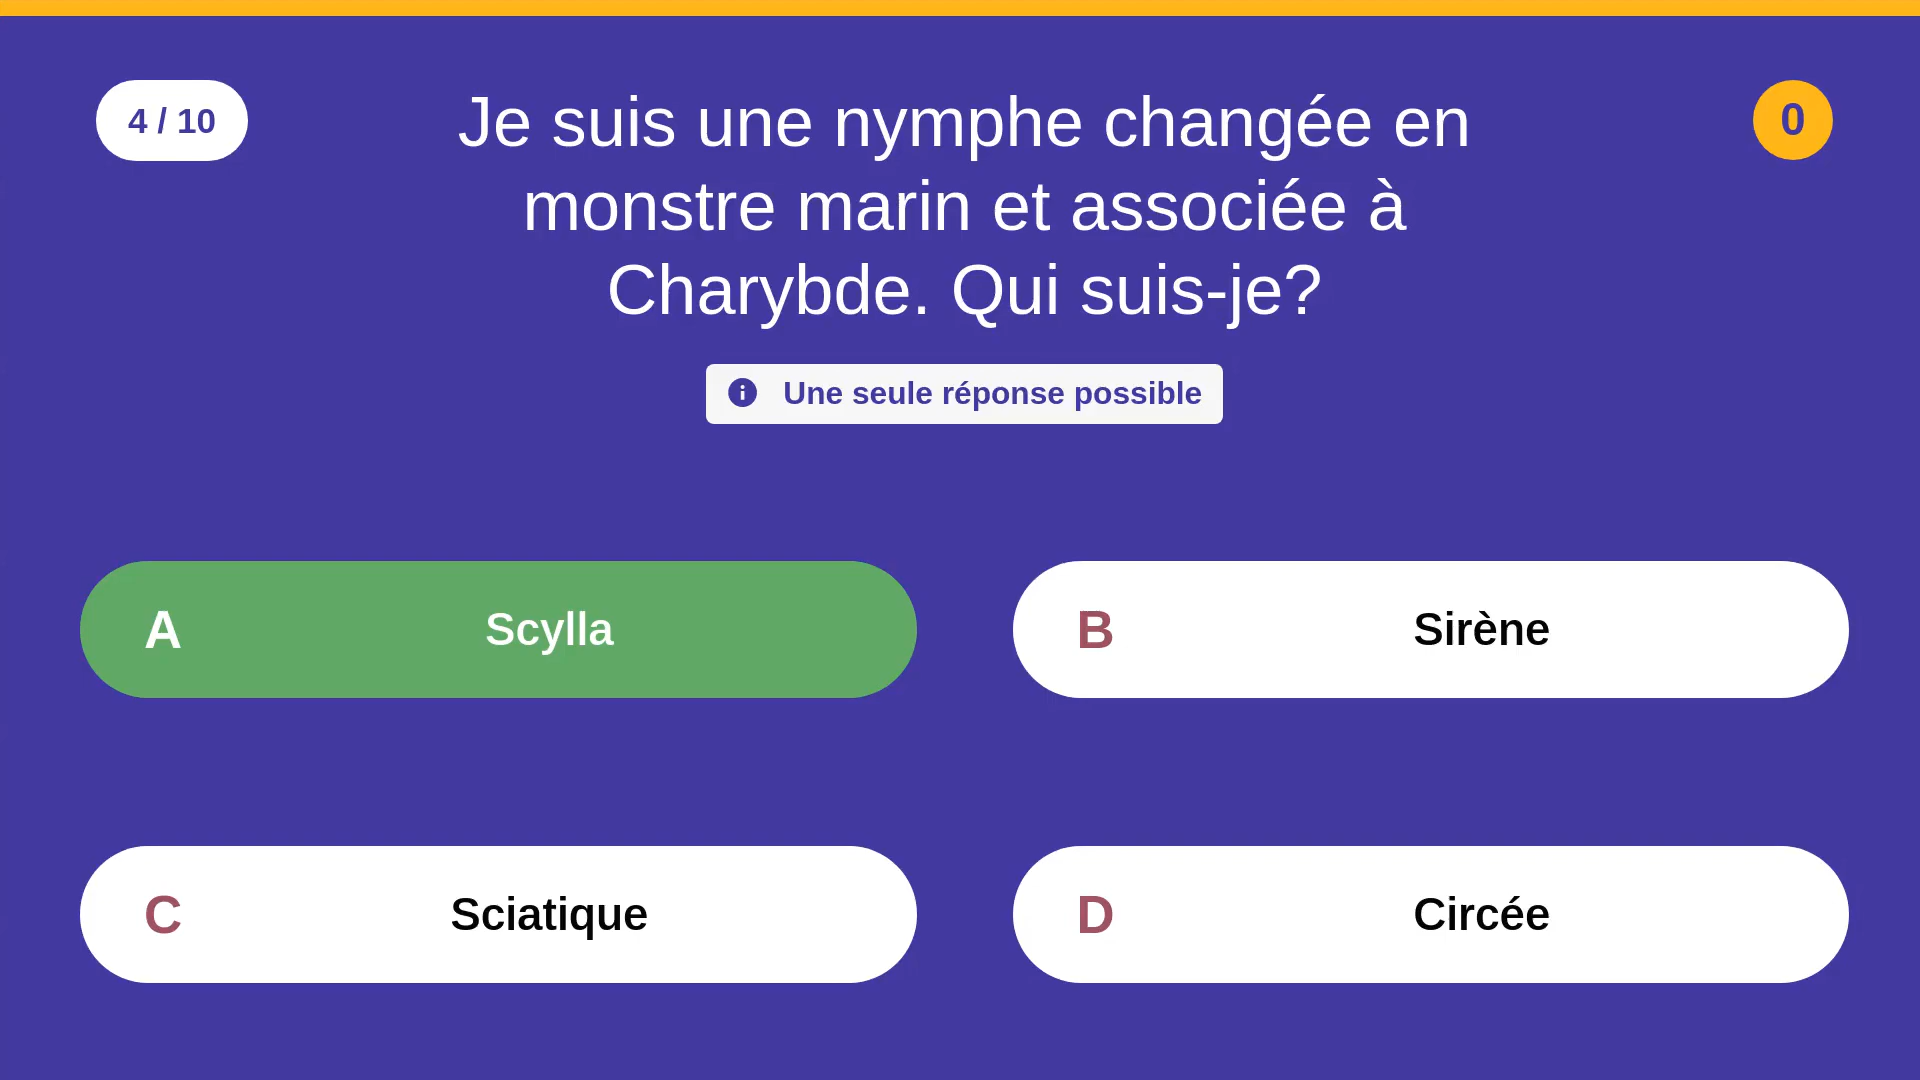 4 / 10
Je suis une nymphe changée en
monstre marin et associée à
Charybde. Qui suis-je?
0
Une seule réponse possible
A Scylla
B Sirène
C Sciatique
D Circée